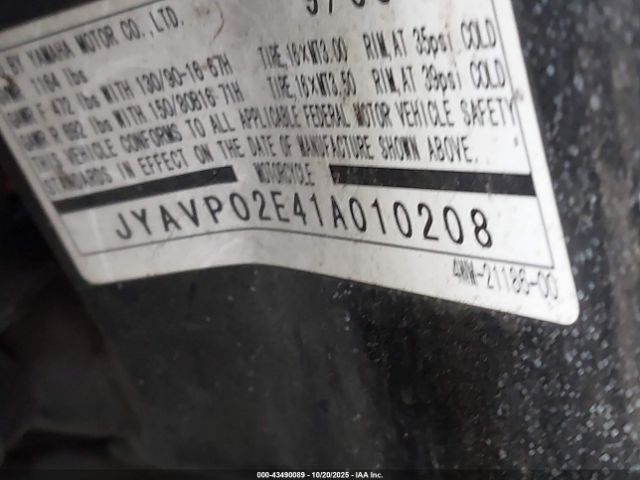 BY YAMAHA MOTOR CO.,LTD.
1164 lbs
F 472 lbs WITH 130/90-16 67H TIRE, 16 X MT3.00 RIM, AT 35psi COLD
R 692 lbs WITH 150/80B16 71H TIRE, 16 X MT3.50 RIM, AT 39psi COLD
THIS VEHICLE CONFORMS TO ALL APPLICABLE FEDERAL MOTOR VEHICLE SAFETY
STANDARDS IN EFFECT ON THE DATE OF MANUFACTURE SHOWN ABOVE.
MOTORCYCLE
JYAVP02E41A010208
4WW-21186-00
000-43490089 - 10/20/2025 - IAA Inc.